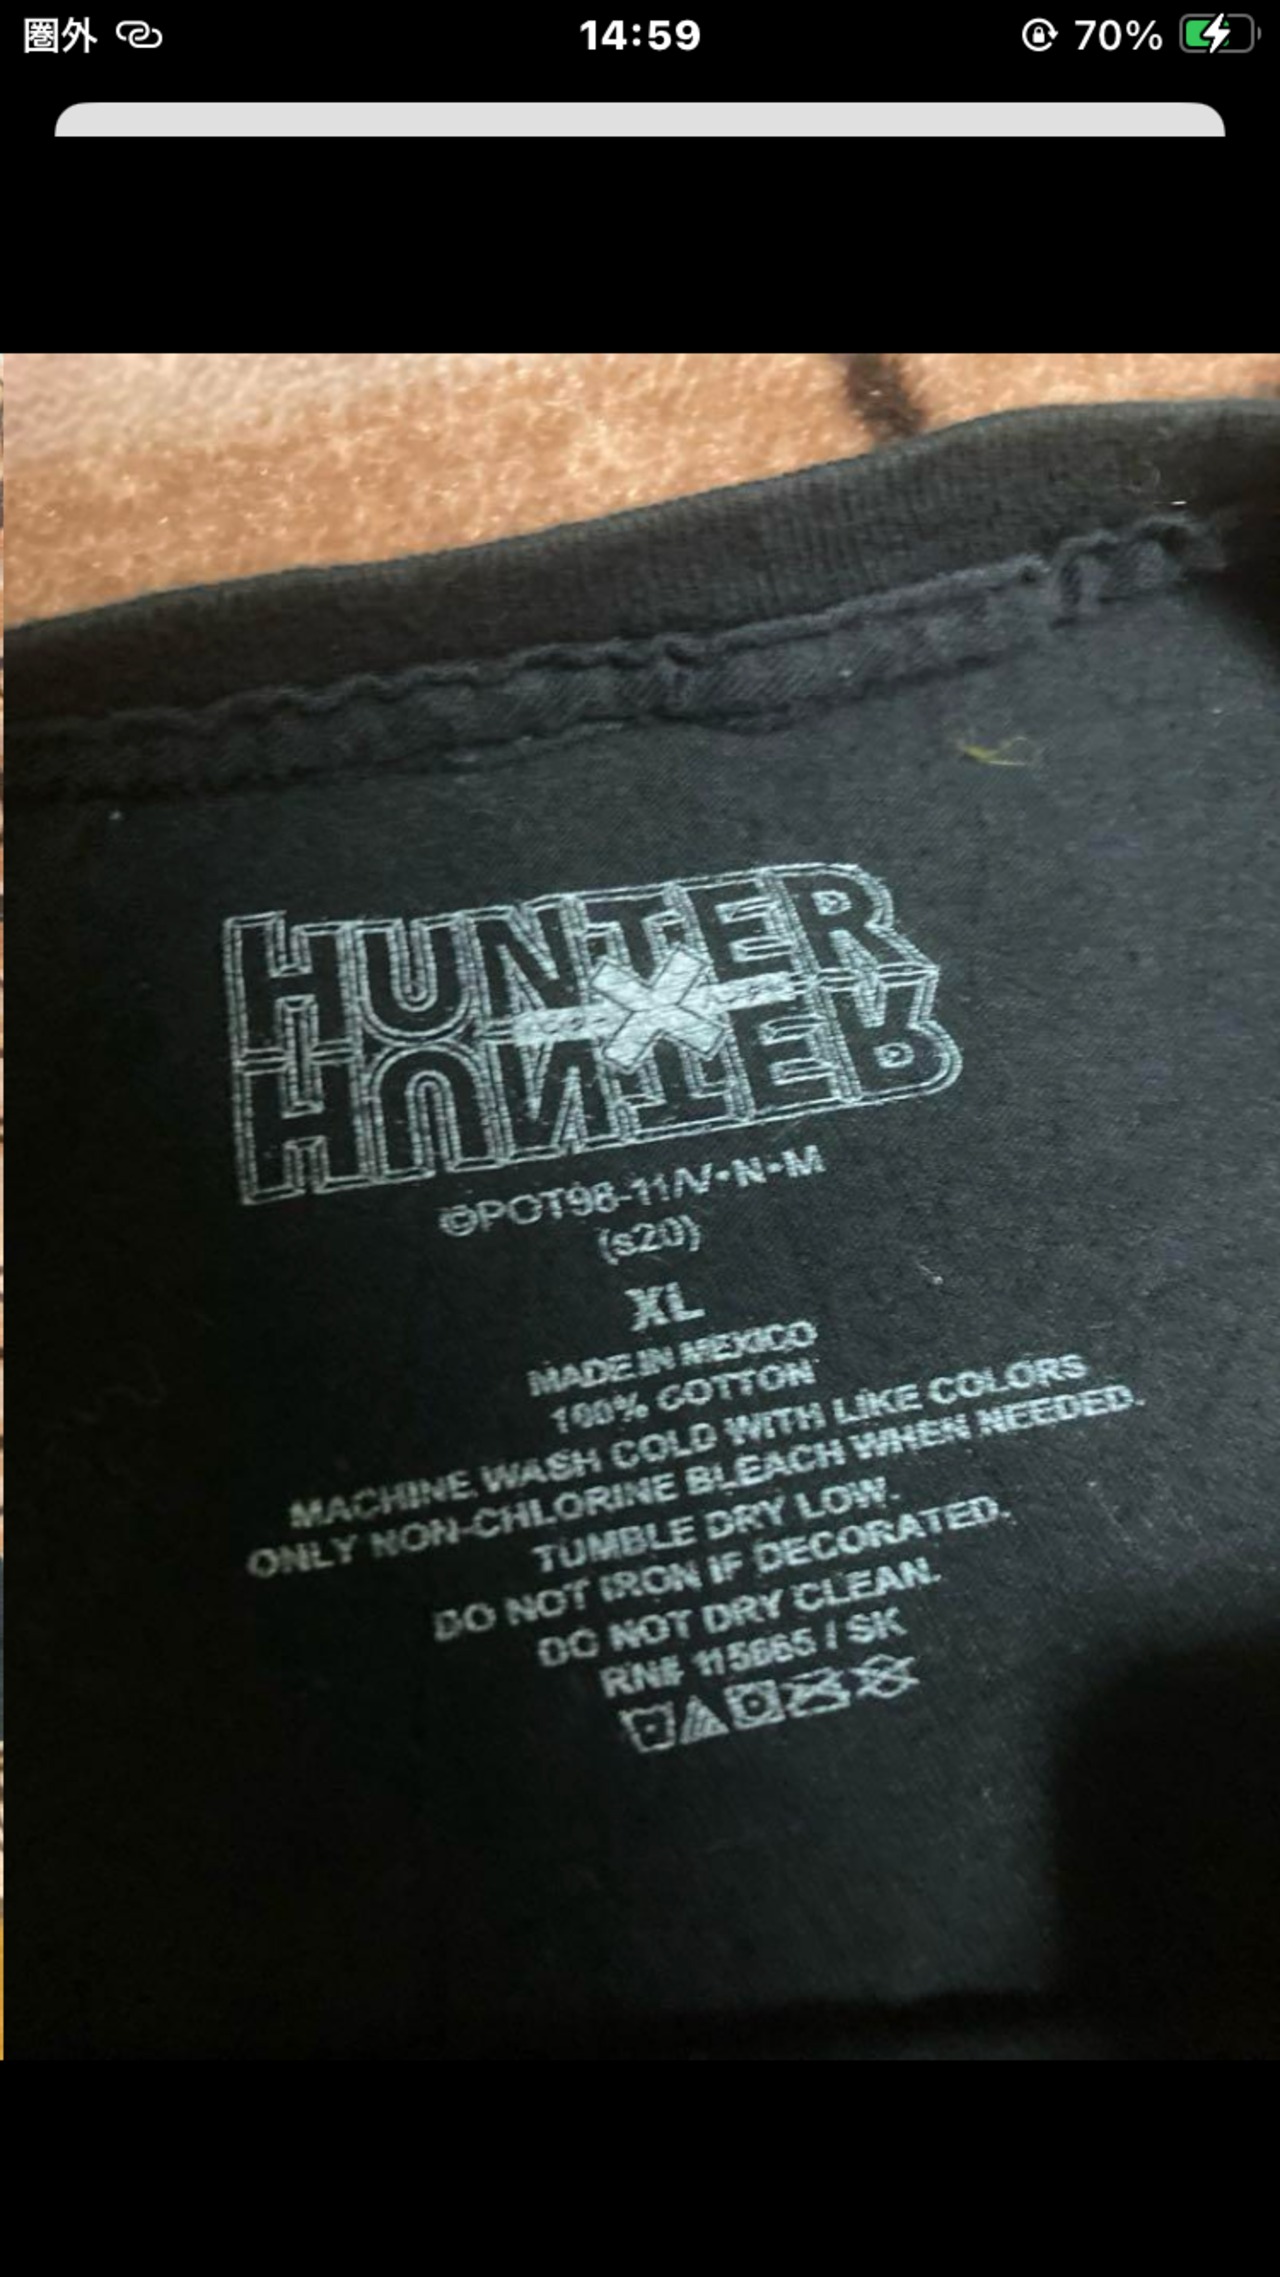 圏外 14:59 70%
HUNTER
X
HUNTER
©POT98-11/V•N•M
(s20)
XL
MADE IN MEXICO
100% COTTON
MACHINE WASH COLD WITH LIKE COLORS
ONLY NON-CHLORINE BLEACH WHEN NEEDED.
TUMBLE DRY LOW.
DO NOT IRON IF DECORATED.
DO NOT DRY CLEAN.
RN# 115665 / SK